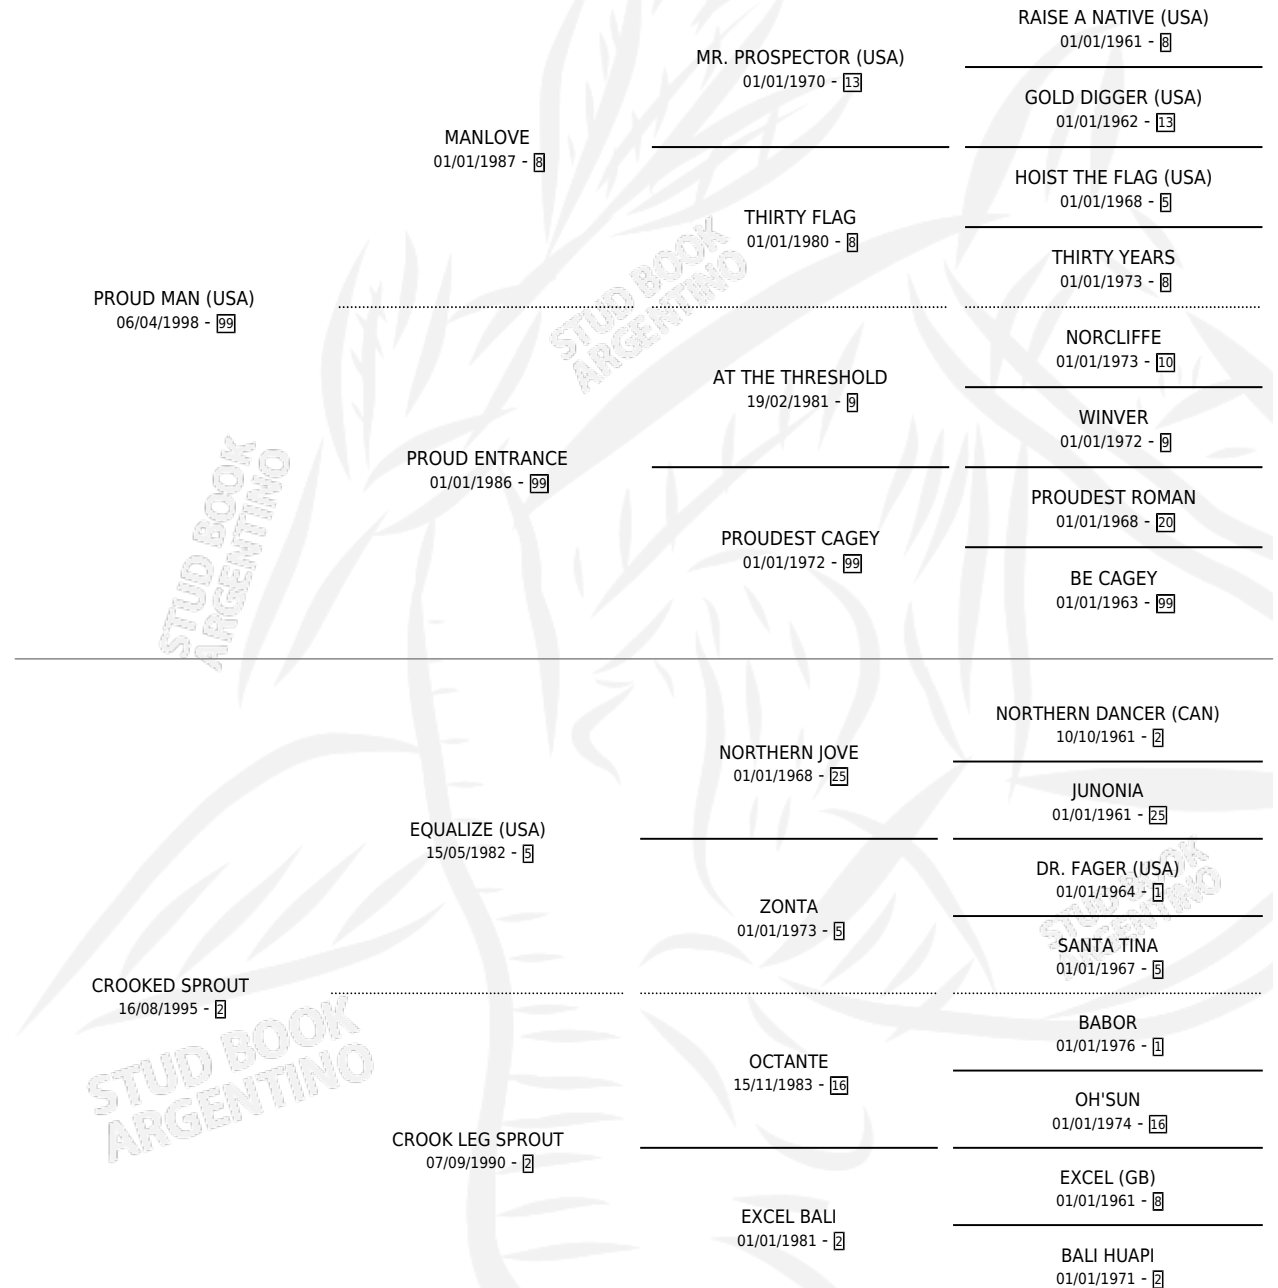 RAISE A NATIVE (USA)
01/01/1961 - 8
MR. PROSPECTOR (USA)
01/01/1970 - 13
GOLD DIGGER (USA)
01/01/1962 - 13
MANLOVE
01/01/1987 - 8
HOIST THE FLAG (USA)
01/01/1968 - 5
THIRTY FLAG
01/01/1980 - 8
THIRTY YEARS
01/01/1973 - 8
PROUD MAN (USA)
06/04/1998 - 99
NORCLIFFE
01/01/1973 - 10
AT THE THRESHOLD
19/02/1981 - 9
WINVER
01/01/1972 - 9
PROUD ENTRANCE
01/01/1986 - 99
PROUDEST ROMAN
01/01/1968 - 20
PROUDEST CAGEY
01/01/1972 - 99
BE CAGEY
01/01/1963 - 99
NORTHERN DANCER (CAN)
10/10/1961 - 2
NORTHERN JOVE
01/01/1968 - 25
JUNONIA
01/01/1961 - 25
EQUALIZE (USA)
15/05/1982 - 5
DR. FAGER (USA)
01/01/1964 - 1
ZONTA
01/01/1973 - 5
SANTA TINA
01/01/1967 - 5
CROOKED SPROUT
16/08/1995 - 2
BABOR
01/01/1976 - 1
OCTANTE
15/11/1983 - 16
OH'SUN
01/01/1974 - 16
CROOK LEG SPROUT
07/09/1990 - 2
EXCEL (GB)
01/01/1961 - 8
EXCEL BALI
01/01/1981 - 2
BALI HUAPI
01/01/1971 - 2
STUD BOOK
ARGENTINO
STUD BOOK
ARGENTINO
STUD BOOK
ARGENTINO
STUD BOOK
ARGENTINO